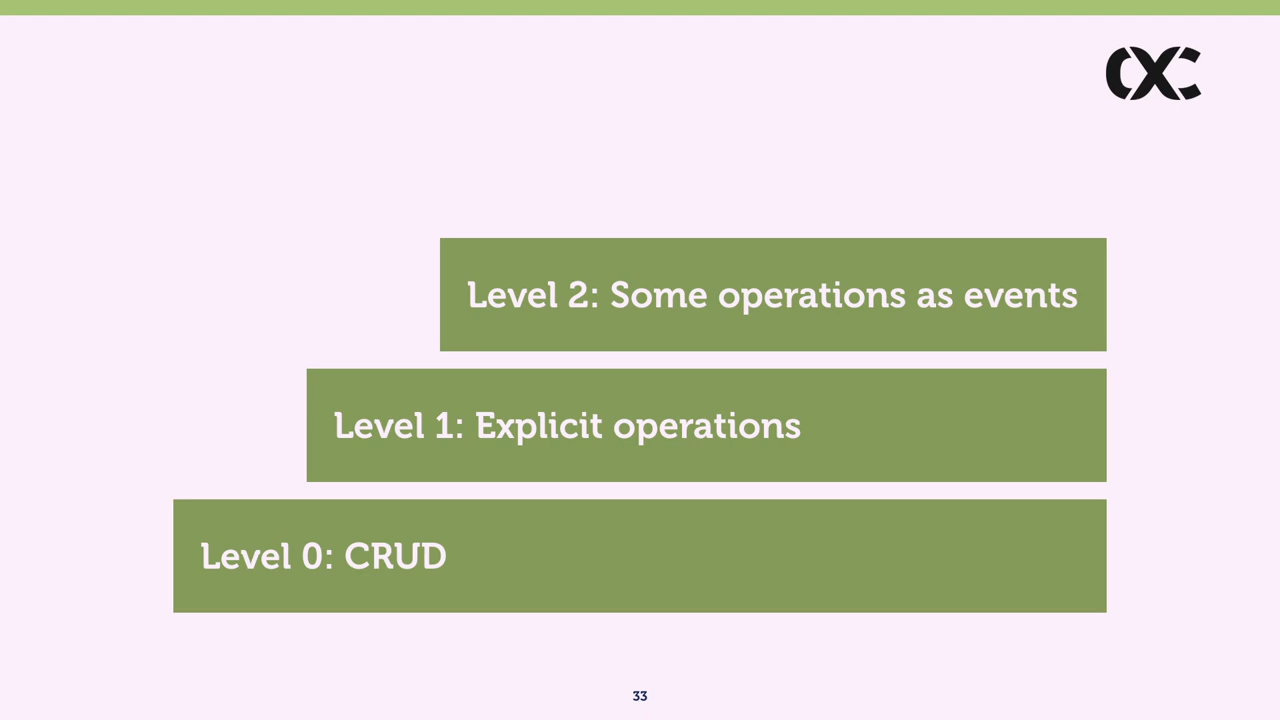 Level 2: Some operations as events
Level 1: Explicit operations
Level 0: CRUD
33